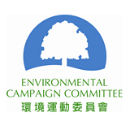 ENVIRONMENTAL
CAMPAIGN COMMITTEE
環境運動委員會